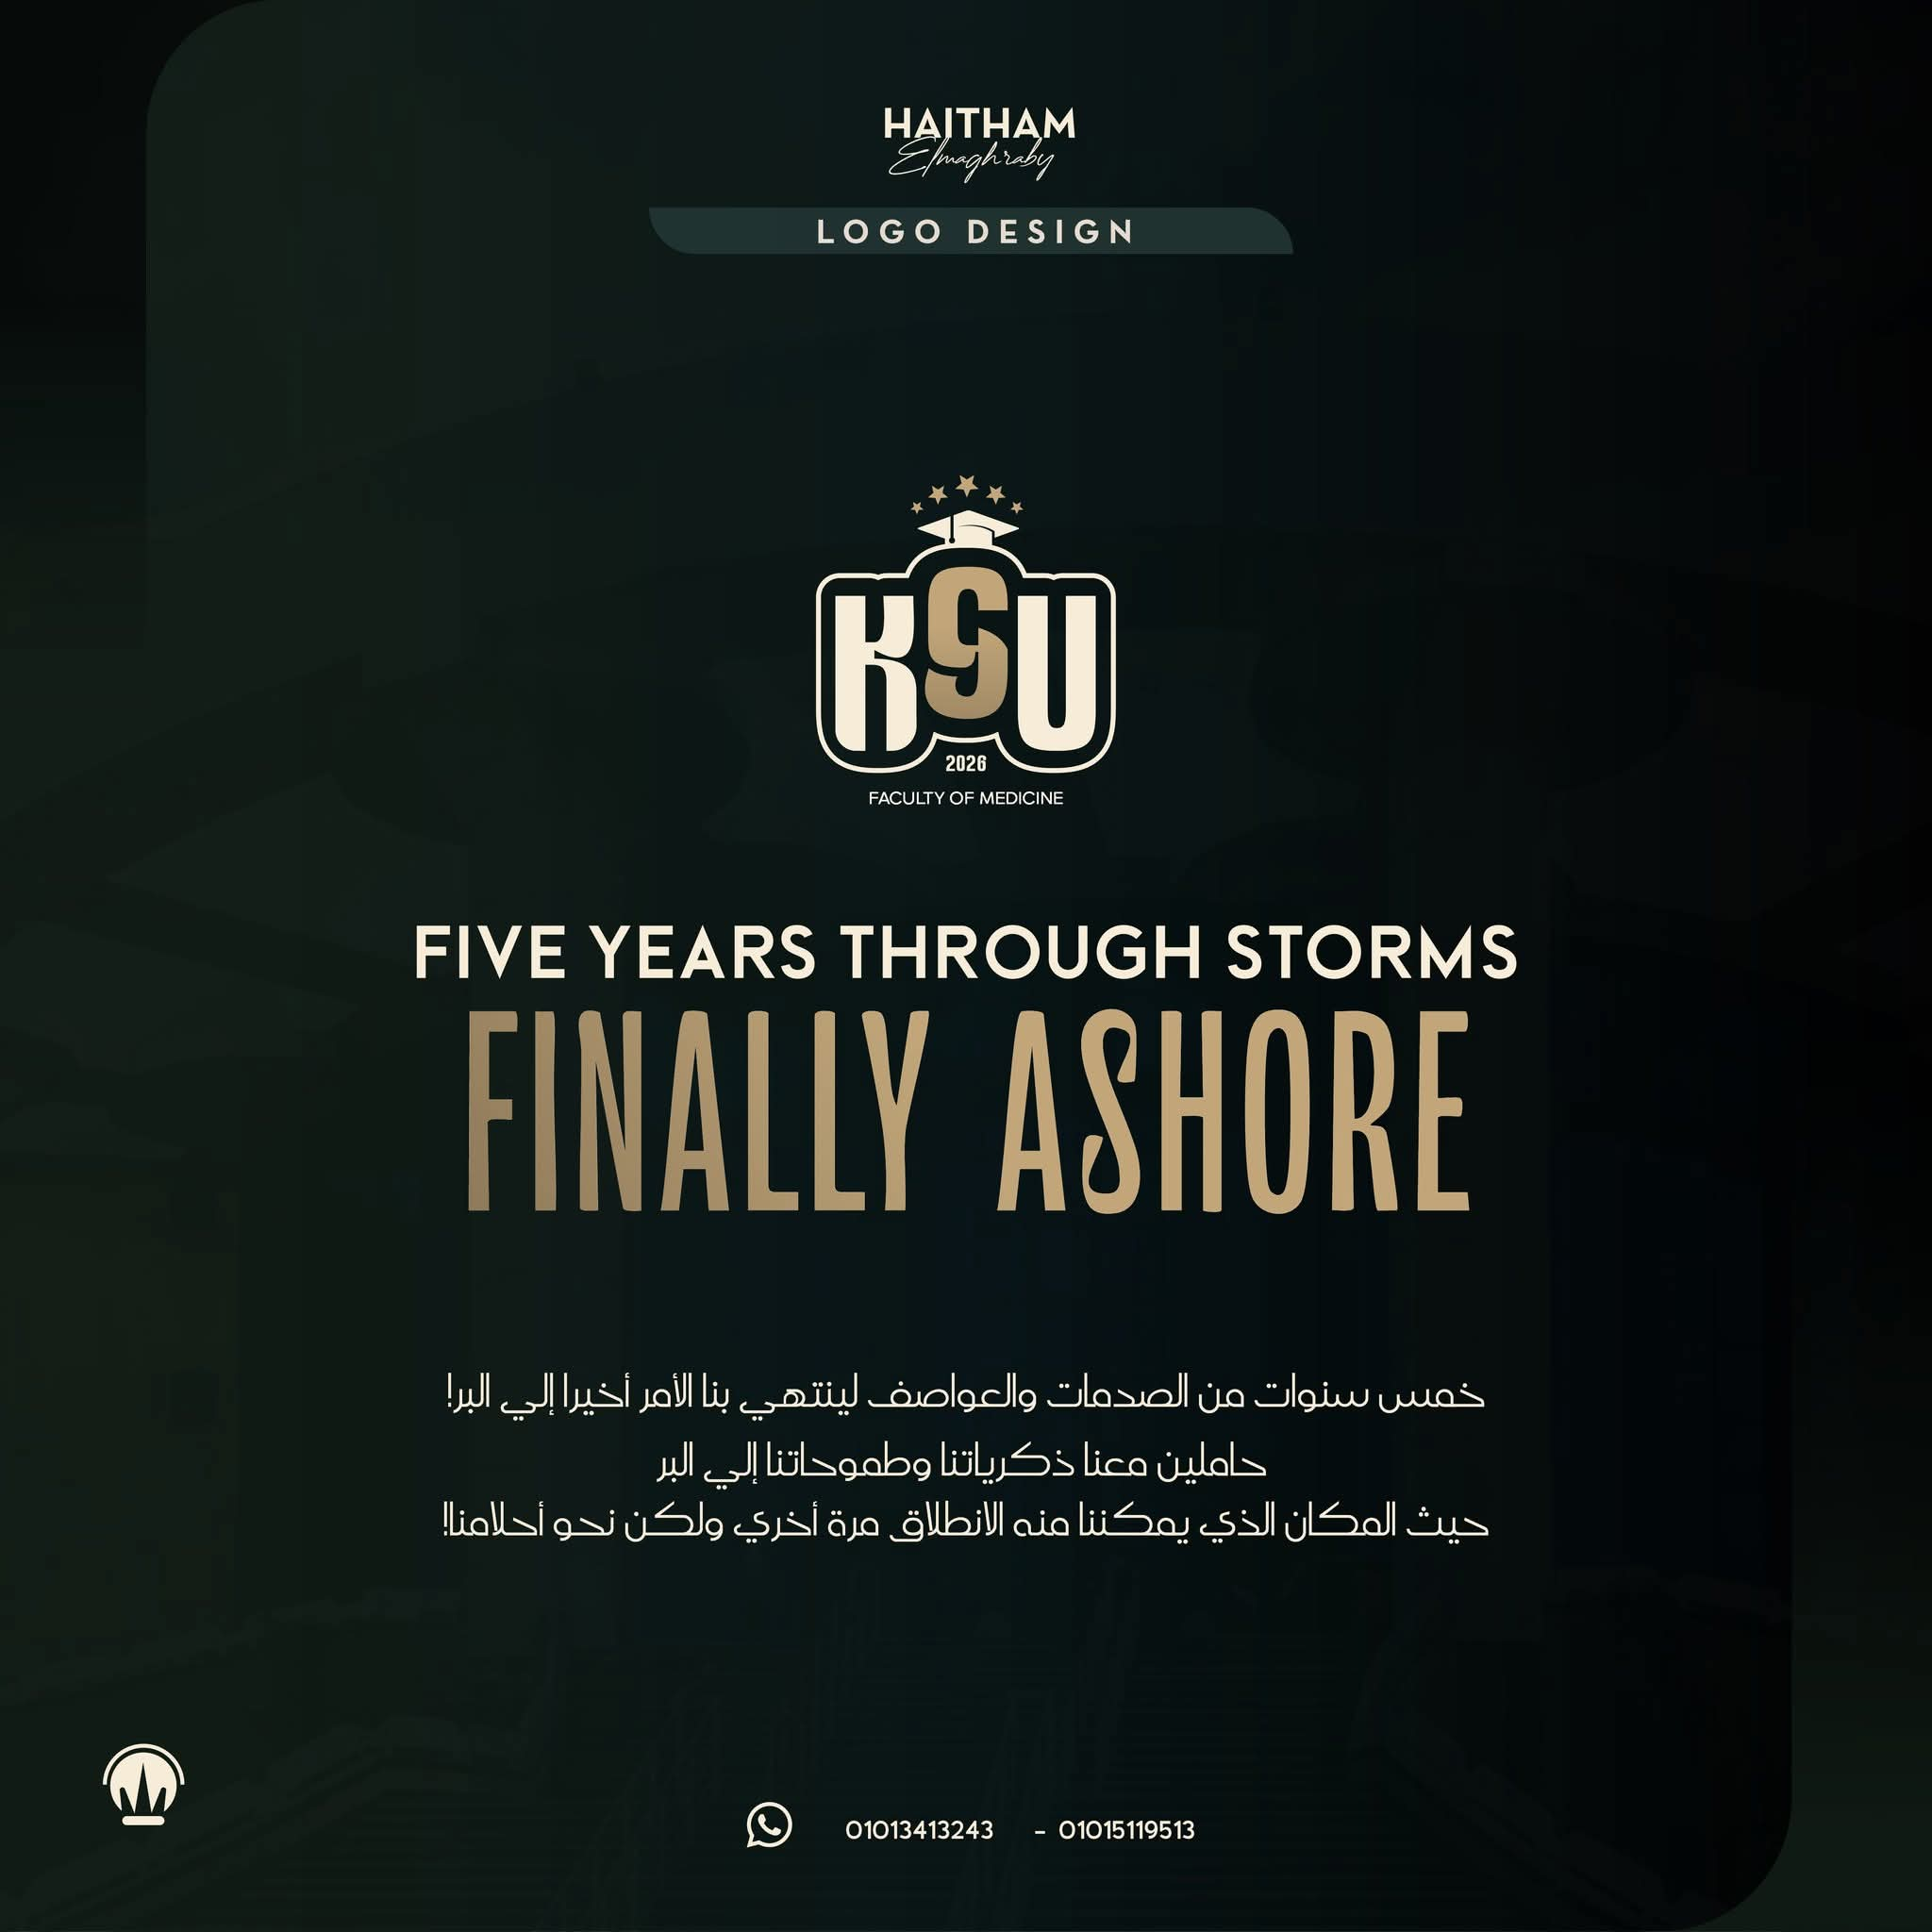 HAITHAM
Elmaghraby
LOGO DESIGN
KSU
2026
FACULTY OF MEDICINE
FIVE YEARS THROUGH STORMS
FINALLY ASHORE
خمس سنوات من الصدمات والعواصف لينتهي بنا الأمر أخيرا إلي البر!
حاملين معنا ذكرياتنا وطموحاتنا إلي البر
حيث المكان الذي يمكننا منه الانطلاق مرة أخري ولكن نحو أحلامنا!
01013413243 - 01015119513